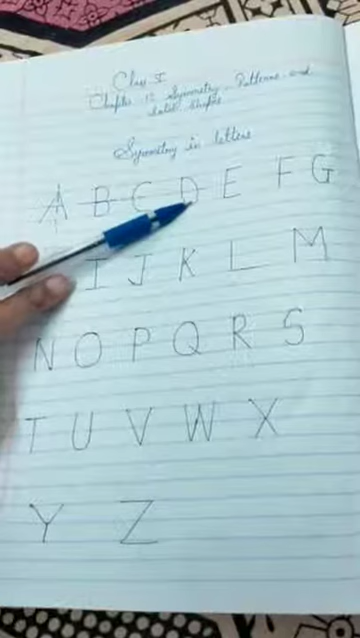 Class V
Chapter 12 Symmetry, Patterns and
Solid Shapes
Symmetry in letters
A B C D E F G
I J K L M
N O P Q R S
T U V W X
Y Z